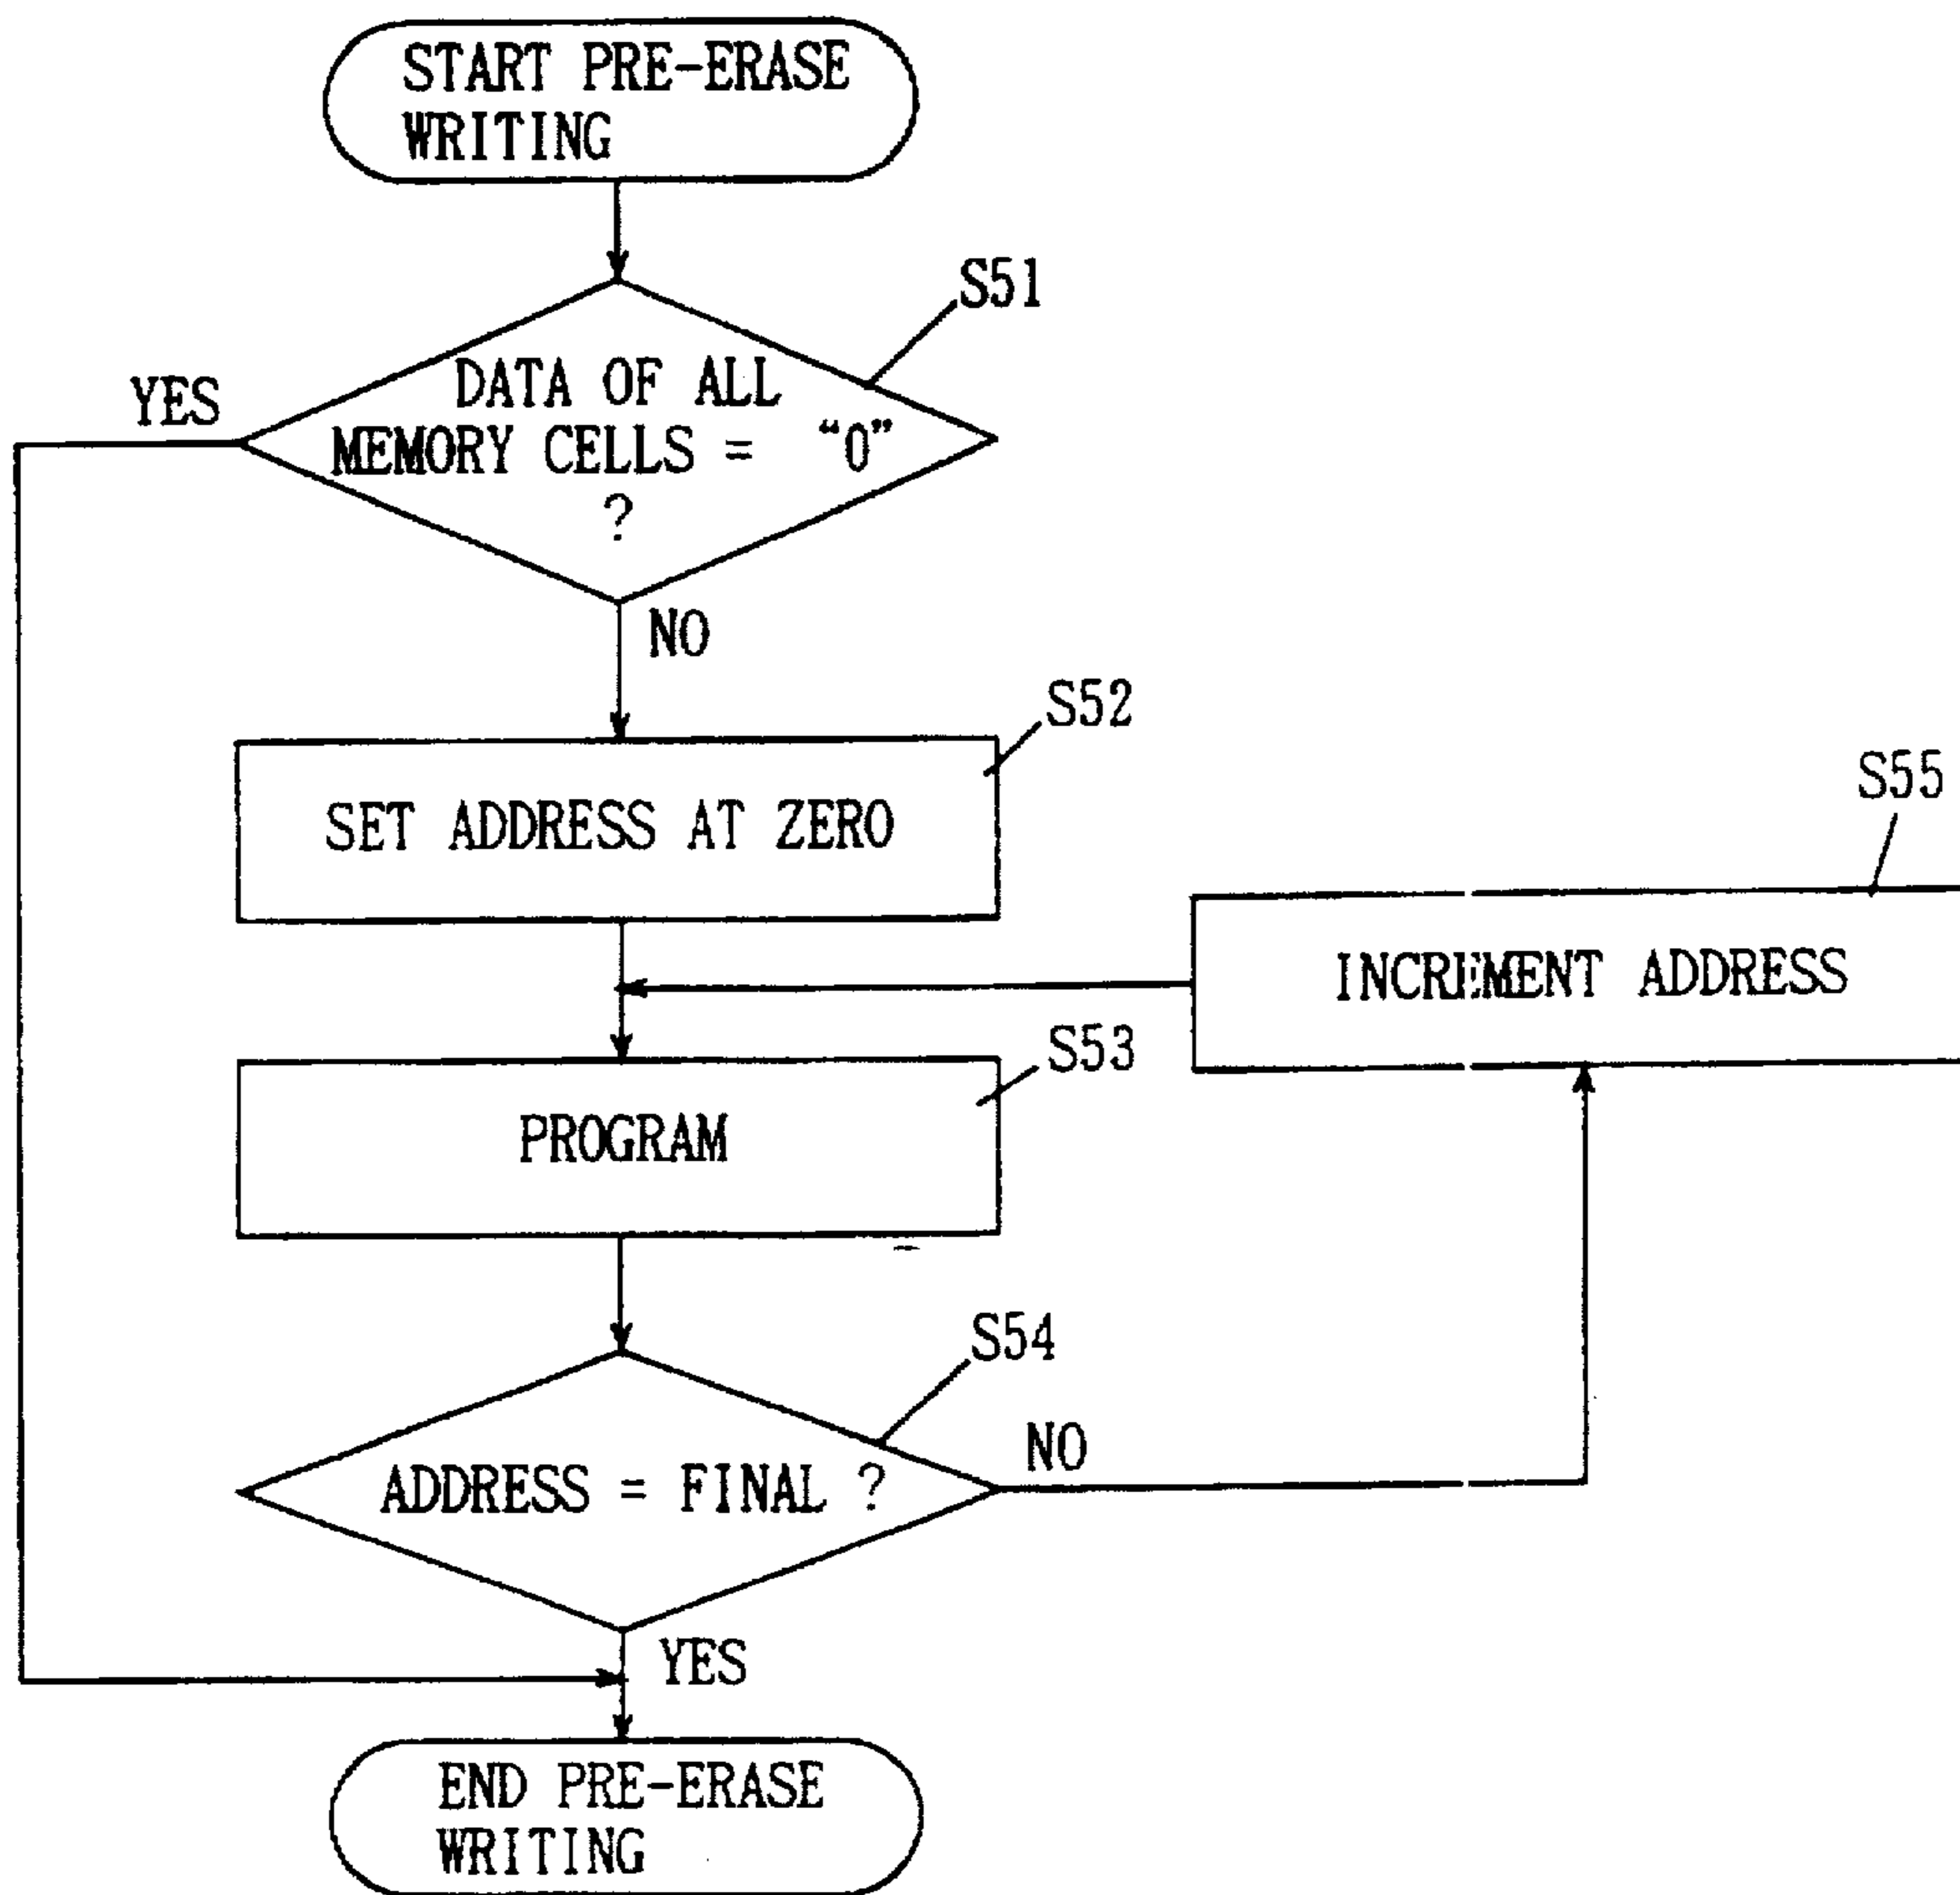 START PRE-ERASE
WRITING
S51
YES
DATA OF ALL
MEMORY CELLS = “0”
?
NO
S52
SET ADDRESS AT ZERO
S55
INCREMENT ADDRESS
S53
PROGRAM
S54
NO
ADDRESS = FINAL ?
YES
END PRE-ERASE
WRITING